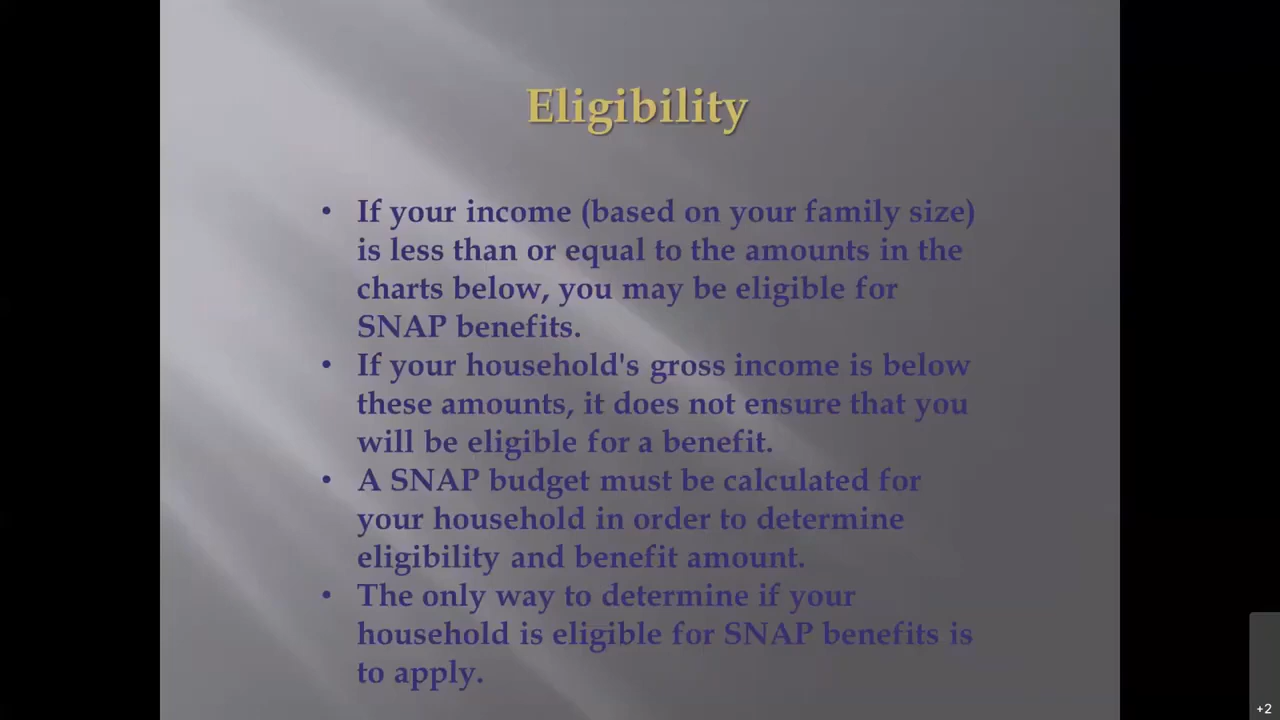 Eligibility
• If your income (based on your family size)
is less than or equal to the amounts in the
charts below, you may be eligible for
SNAP benefits.
• If your household's gross income is below
these amounts, it does not ensure that you
will be eligible for a benefit.
• A SNAP budget must be calculated for
your household in order to determine
eligibility and benefit amount.
• The only way to determine if your
household is eligible for SNAP benefits is
to apply.
+2